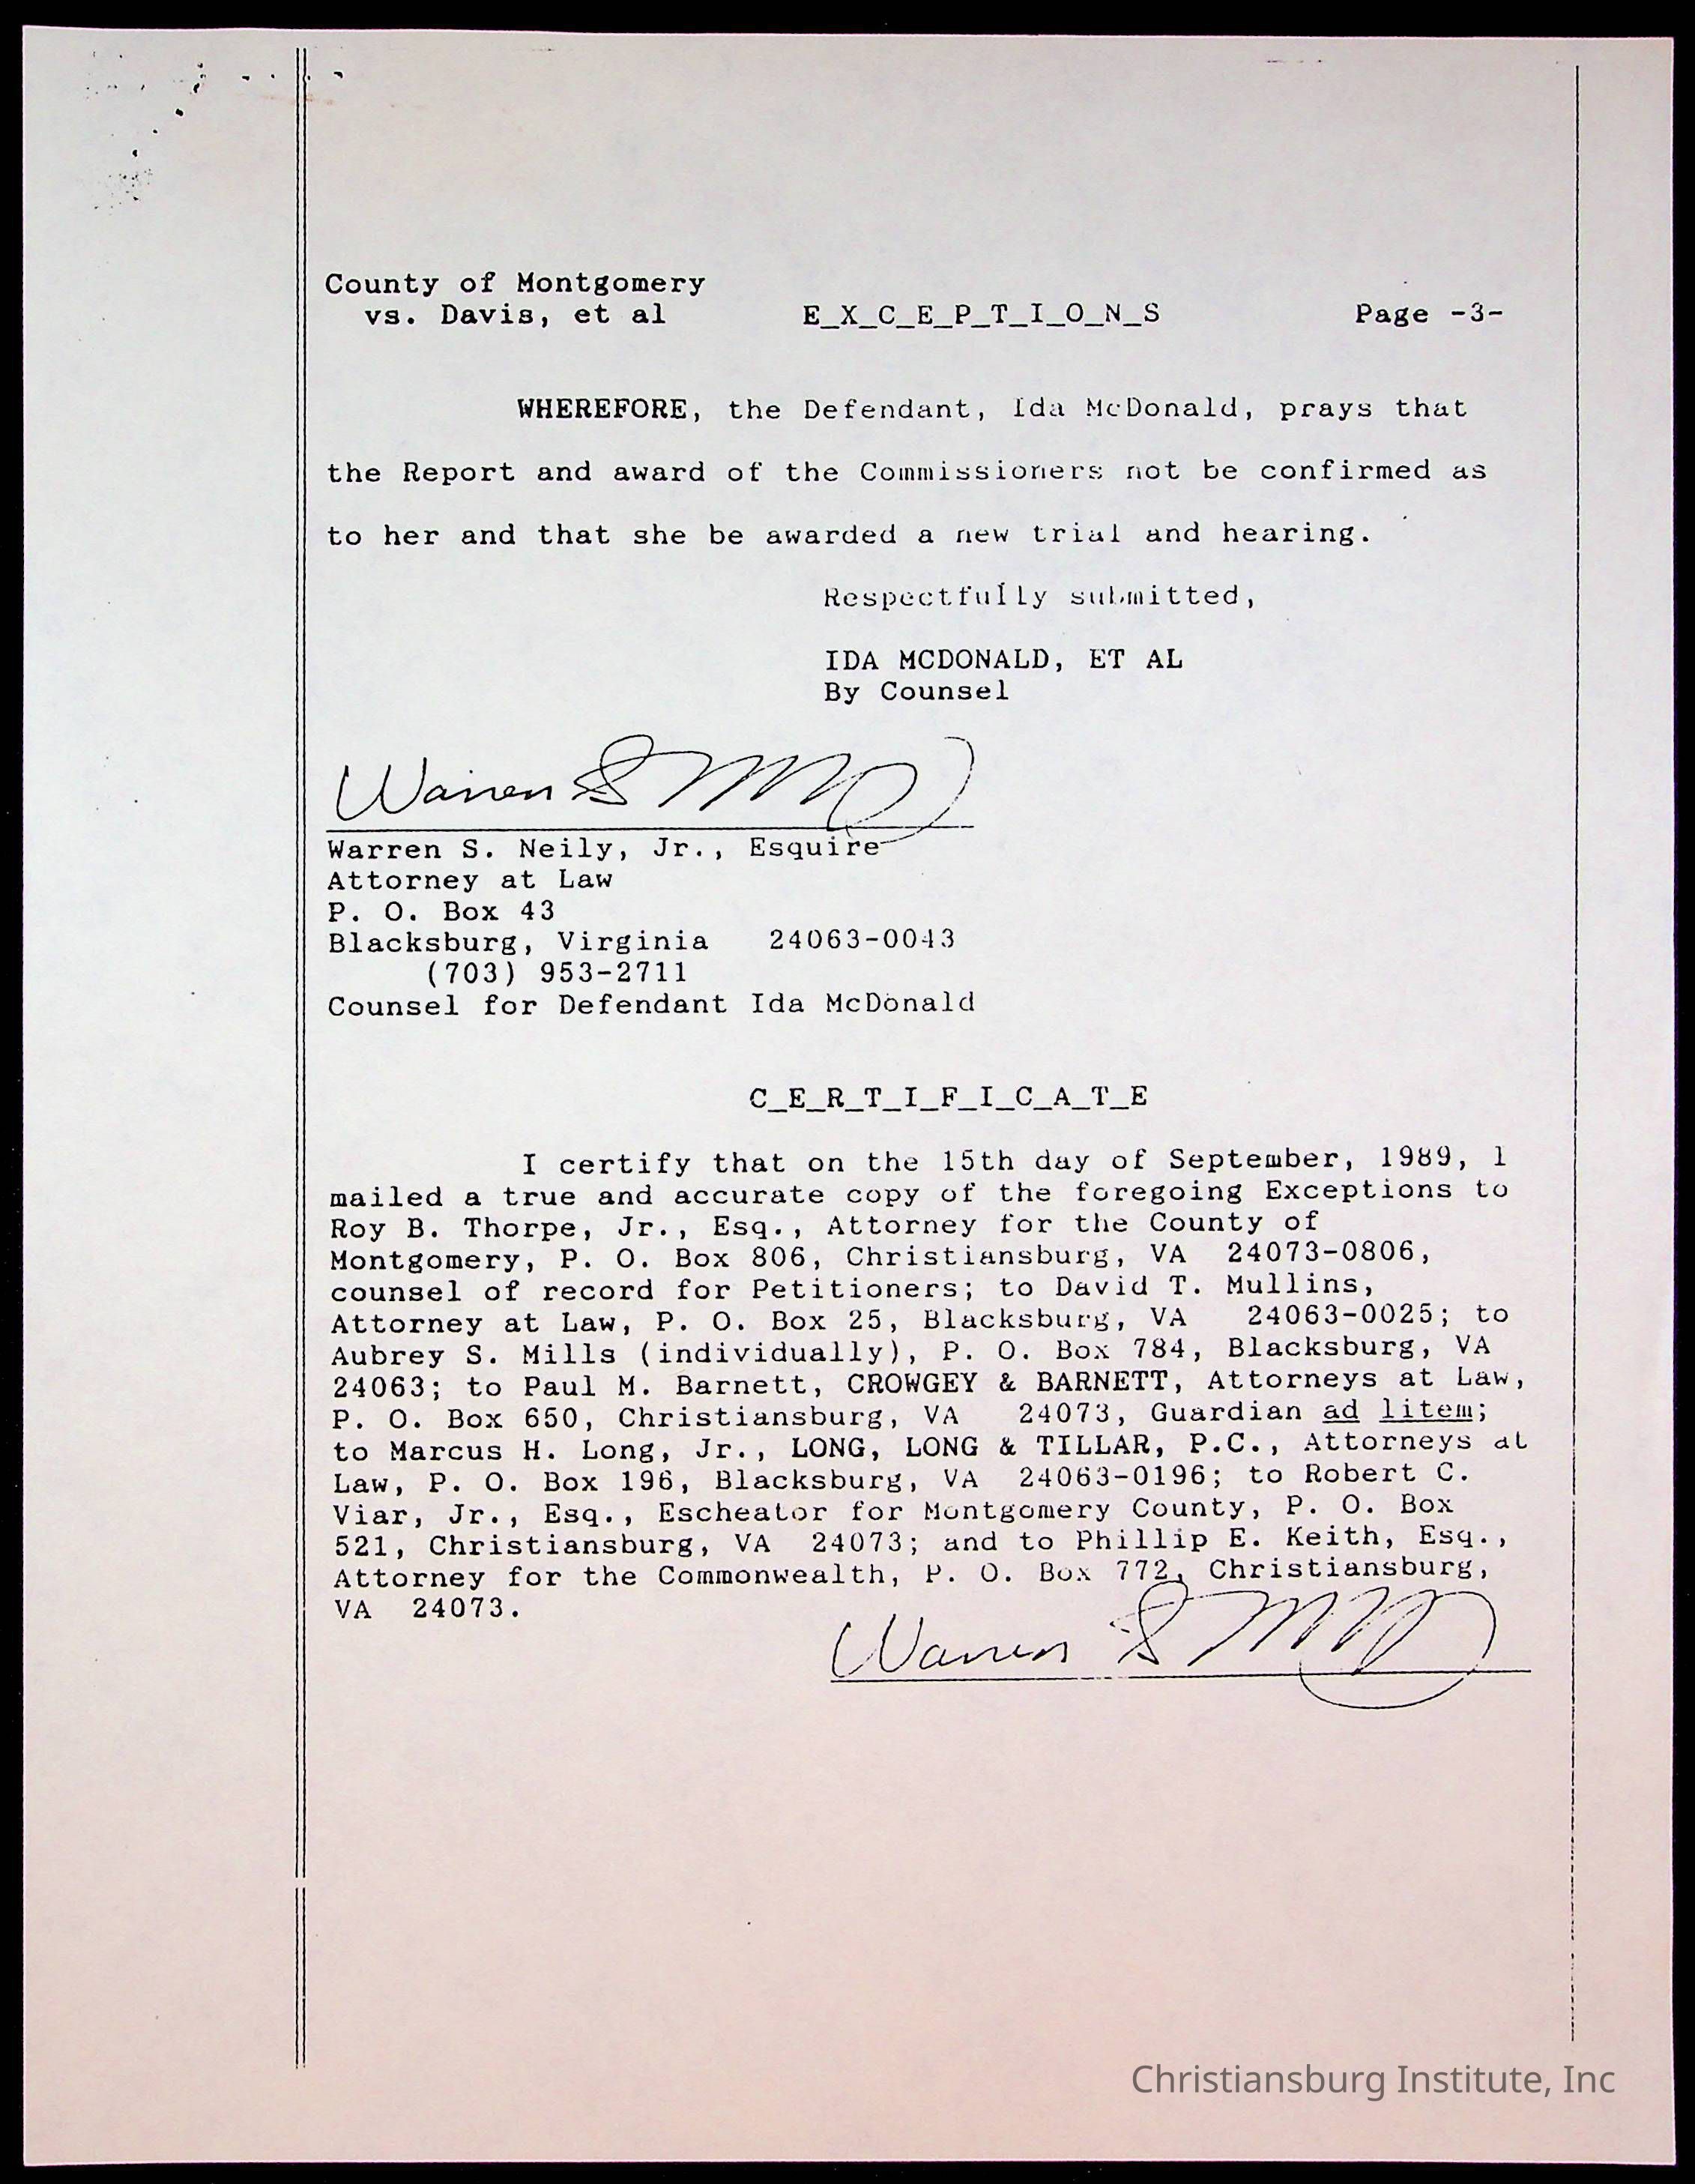 County of Montgomery
vs. Davis, et al E_X_C_E_P_T_I_O_N_S Page -3-
WHEREFORE, the Defendant, Ida McDonald, prays that
the Report and award of the Commissioners not be confirmed as
to her and that she be awarded a new trial and hearing.
Respectfully submitted,
IDA MCDONALD, ET AL
By Counsel
Warren S
Warren S. Neily, Jr., Esquire
Attorney at Law
P. O. Box 43
Blacksburg, Virginia 24063-0043
(703) 953-2711
Counsel for Defendant Ida McDonald
C_E_R_T_I_F_I_C_A_T_E
I certify that on the 15th day of September, 1989, I
mailed a true and accurate copy of the foregoing Exceptions to
Roy B. Thorpe, Jr., Esq., Attorney for the County of
Montgomery, P. O. Box 806, Christiansburg, VA 24073-0806,
counsel of record for Petitioners; to David T. Mullins,
Attorney at Law, P. O. Box 25, Blacksburg, VA 24063-0025; to
Aubrey S. Mills (individually), P. O. Box 784, Blacksburg, VA
24063; to Paul M. Barnett, CROWGEY & BARNETT, Attorneys at Law,
P. O. Box 650, Christiansburg, VA 24073, Guardian ad litem;
to Marcus H. Long, Jr., LONG, LONG & TILLAR, P.C., Attorneys at
Law, P. O. Box 196, Blacksburg, VA 24063-0196; to Robert C.
Viar, Jr., Esq., Escheator for Montgomery County, P. O. Box
521, Christiansburg, VA 24073; and to Phillip E. Keith, Esq.,
Attorney for the Commonwealth, P. O. Box 772, Christiansburg,
VA 24073.
Warren S
Christiansburg Institute, Inc